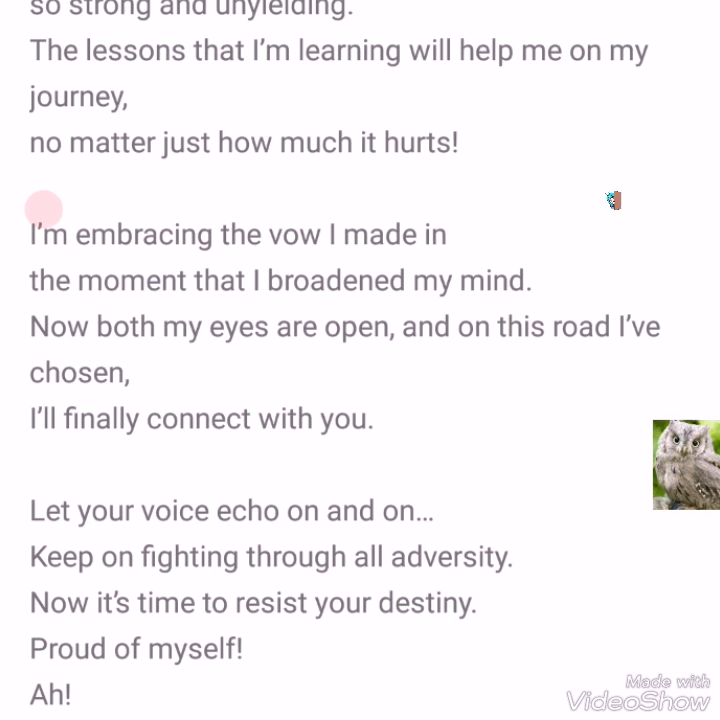 so strong and unyielding.
The lessons that I’m learning will help me on my
journey,
no matter just how much it hurts!
I’m embracing the vow I made in
the moment that I broadened my mind.
Now both my eyes are open, and on this road I’ve
chosen,
I’ll finally connect with you.
Let your voice echo on and on...
Keep on fighting through all adversity.
Now it’s time to resist your destiny.
Proud of myself!
Ah!
Made with
VideoShow